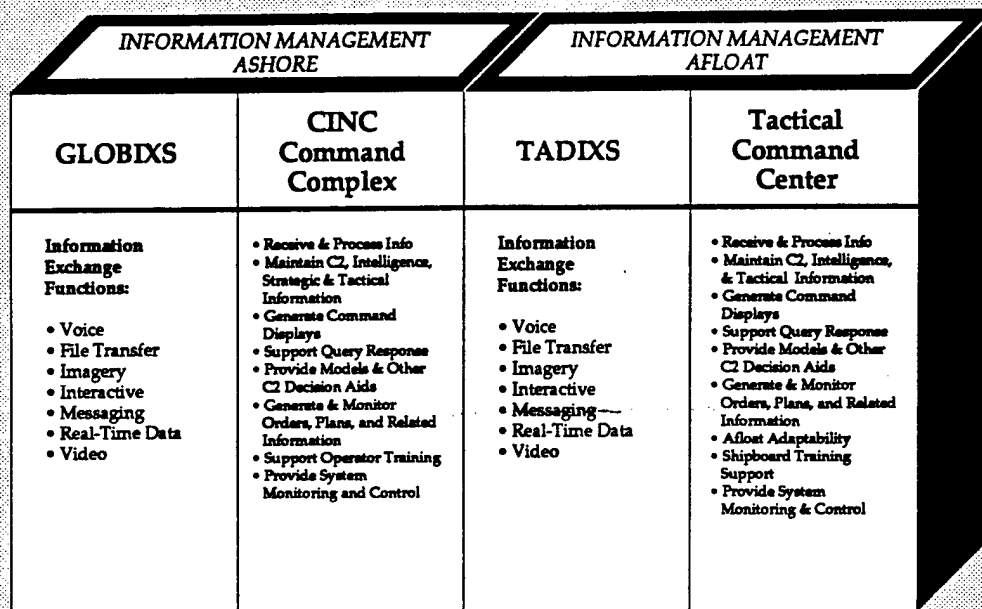 INFORMATION MANAGEMENT
ASHORE
INFORMATION MANAGEMENT
AFLOAT
GLOBIXS
CINC
Command
Complex
TADIXS
Tactical
Command
Center
Information
Exchange
Functions:
• Voice
• File Transfer
• Imagery
• Interactive
• Messaging
• Real-Time Data
• Video
• Receive & Process Info
• Maintain C2, Intelligence,
Strategic & Tactical
Information
• Generate Command
Displays
• Support Query Response
• Provide Models & Other
C2 Decision Aids
• Generate & Monitor
Orders, Plans, and Related
Information
• Support Operator Training
• Provide System
Monitoring and Control
Information
Exchange
Functions:
• Voice
• File Transfer
• Imagery
• Interactive
• Messaging
• Real-Time Data
• Video
• Receive & Process Info
• Maintain C2, Intelligence,
& Tactical Information
• Generate Command
Displays
• Support Query Response
• Provide Models & Other
C2 Decision Aids
• Generate & Monitor
Orders, Plans, and Related
Information
• Afloat Adaptability
• Shipboard Training
Support
• Provide System
Monitoring & Control